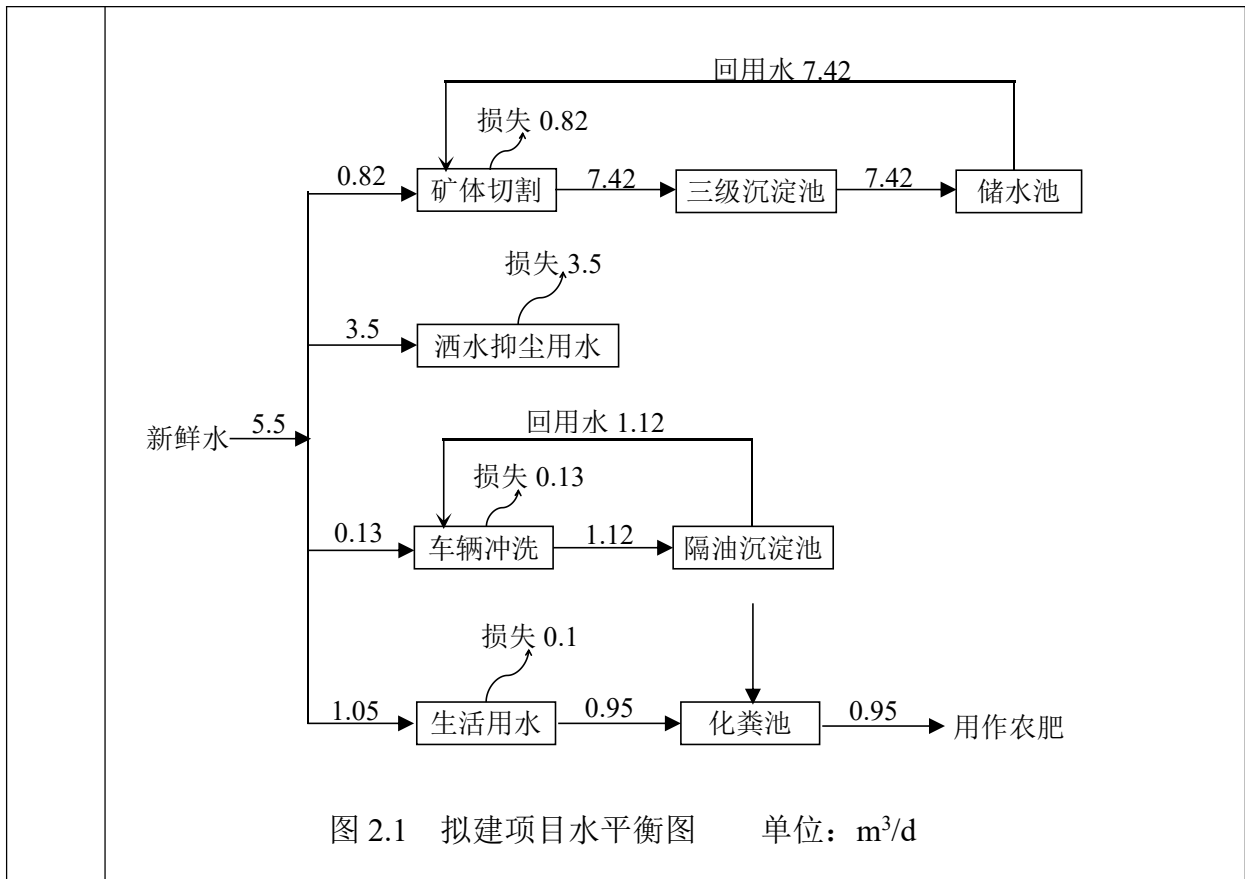 回用水 7.42
损失 0.82
0.82
矿体切割
7.42
三级沉淀池
7.42
储水池
损失 3.5
3.5
洒水抑尘用水
新鲜水
5.5
回用水 1.12
损失 0.13
0.13
车辆冲洗
1.12
隔油沉淀池
损失 0.1
1.05
生活用水
0.95
化粪池
0.95
用作农肥
图 2.1 拟建项目水平衡图 单位：m³/d